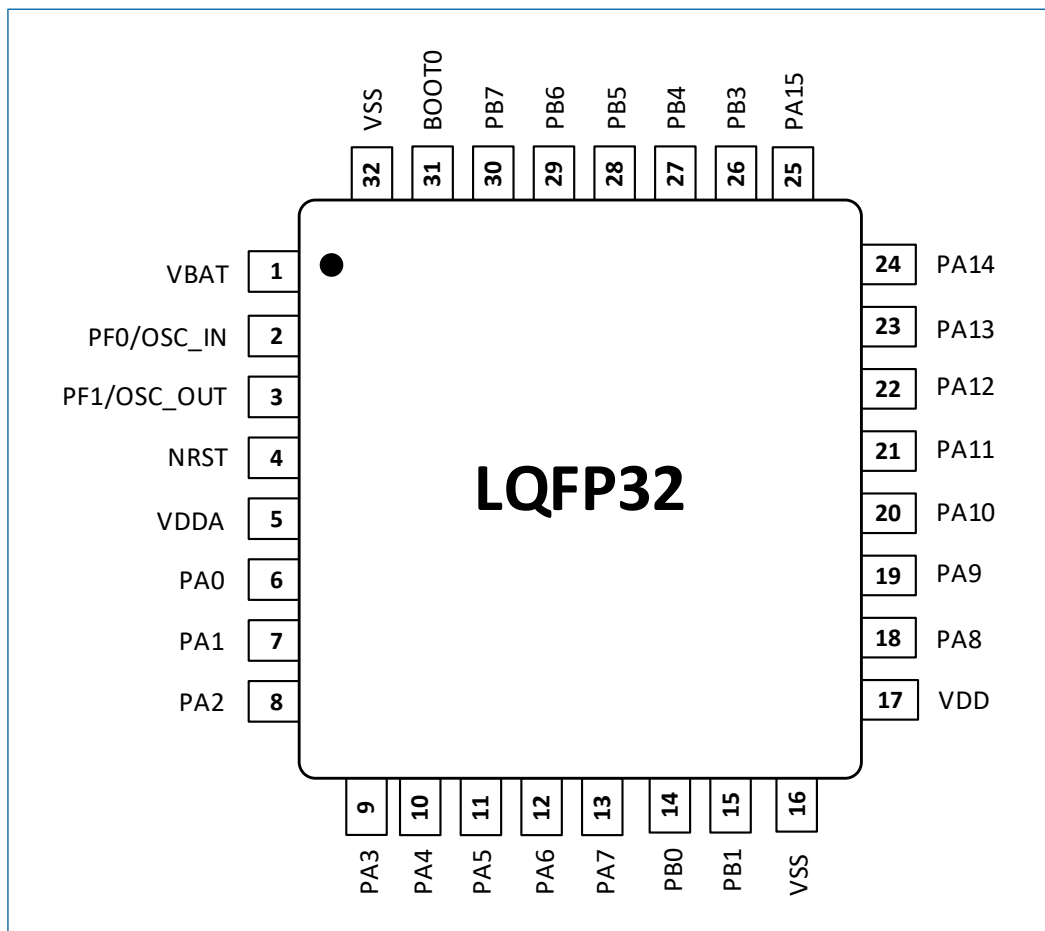 VSS
BOOT0
PB7
PB6
PB5
PB4
PB3
PA15
32
31
30
29
28
27
26
25
VBAT 1
PF0/OSC_IN 2
PF1/OSC_OUT 3
NRST 4
VDDA 5
PA0 6
PA1 7
PA2 8
LQFP32
24 PA14
23 PA13
22 PA12
21 PA11
20 PA10
19 PA9
18 PA8
17 VDD
9
10
11
12
13
14
15
16
PA3
PA4
PA5
PA6
PA7
PB0
PB1
VSS